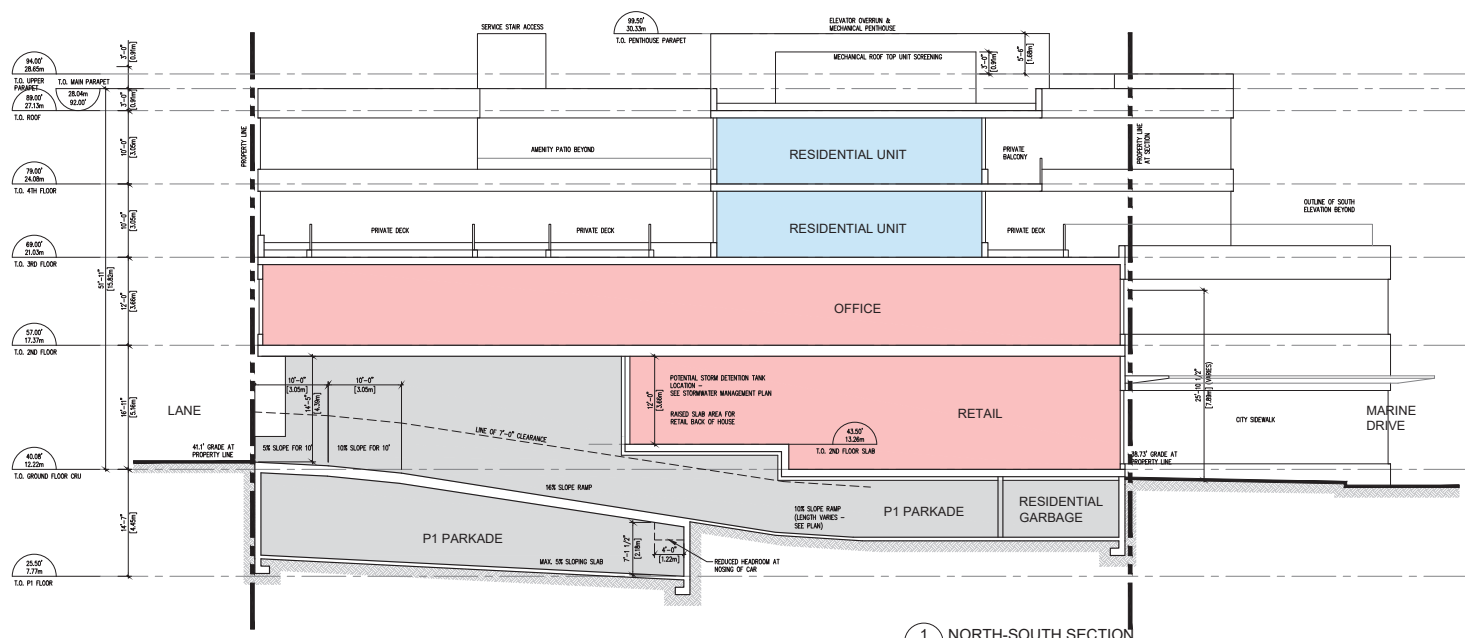 SERVICE STAIR ACCESS
99.50'
30.33m
T.O. PENTHOUSE PARAPET
ELEVATOR OVERRUN &
MECHANICAL PENTHOUSE
MECHANICAL ROOF TOP UNIT SCREENING
3'-0"
[0.91m]
5'-6"
[1.68m]
94.00'
28.65m
T.O. UPPER
PARAPET
T.O. MAIN PARAPET
28.04m
92.00'
89.00'
27.13m
T.O. ROOF
3'-0"
[0.91m]
3'-0"
[0.91m]
PROPERTY LINE
PROPERTY LINE
AT SECTION
10'-0"
[3.05m]
AMENITY PATIO BEYOND
RESIDENTIAL UNIT
PRIVATE
BALCONY
79.00'
24.08m
T.O. 4TH FLOOR
10'-0"
[3.05m]
PRIVATE DECK
PRIVATE DECK
RESIDENTIAL UNIT
PRIVATE DECK
OUTLINE OF SOUTH
ELEVATION BEYOND
69.00'
21.03m
T.O. 3RD FLOOR
51'-11"
[15.82m]
12'-0"
[3.66m]
OFFICE
57.00'
17.37m
T.O. 2ND FLOOR
25'-10 1/2"
[7.89m] (VARIES)
16'-11"
[5.16m]
10'-0"
[3.05m]
10'-0"
[3.05m]
14'-5"
[4.39m]
12'-0"
[3.66m]
POTENTIAL STORM DETENTION TANK
LOCATION -
SEE STORMWATER MANAGEMENT PLAN
RAISED SLAB AREA FOR
RETAIL BACK OF HOUSE
RETAIL
LANE
CITY SIDEWALK
MARINE
DRIVE
LINE OF 7'-0" CLEARANCE
43.50'
13.26m
T.O. 2ND FLOOR SLAB
41.1' GRADE AT
PROPERTY LINE
5% SLOPE FOR 10'
10% SLOPE FOR 10'
38.73' GRADE AT
PROPERTY LINE
40.08'
12.22m
T.O. GROUND FLOOR CRU
16% SLOPE RAMP
14'-7"
[4.45m]
10% SLOPE RAMP
(LENGTH VARIES -
SEE PLAN)
P1 PARKADE
RESIDENTIAL
GARBAGE
P1 PARKADE
7'-1 1/2"
[2.18m]
4'-0"
[1.22m]
MAX. 5% SLOPING SLAB
REDUCED HEADROOM AT
NOSING OF CAR
25.50'
7.77m
T.O. P1 FLOOR
1 NORTH-SOUTH SECTION